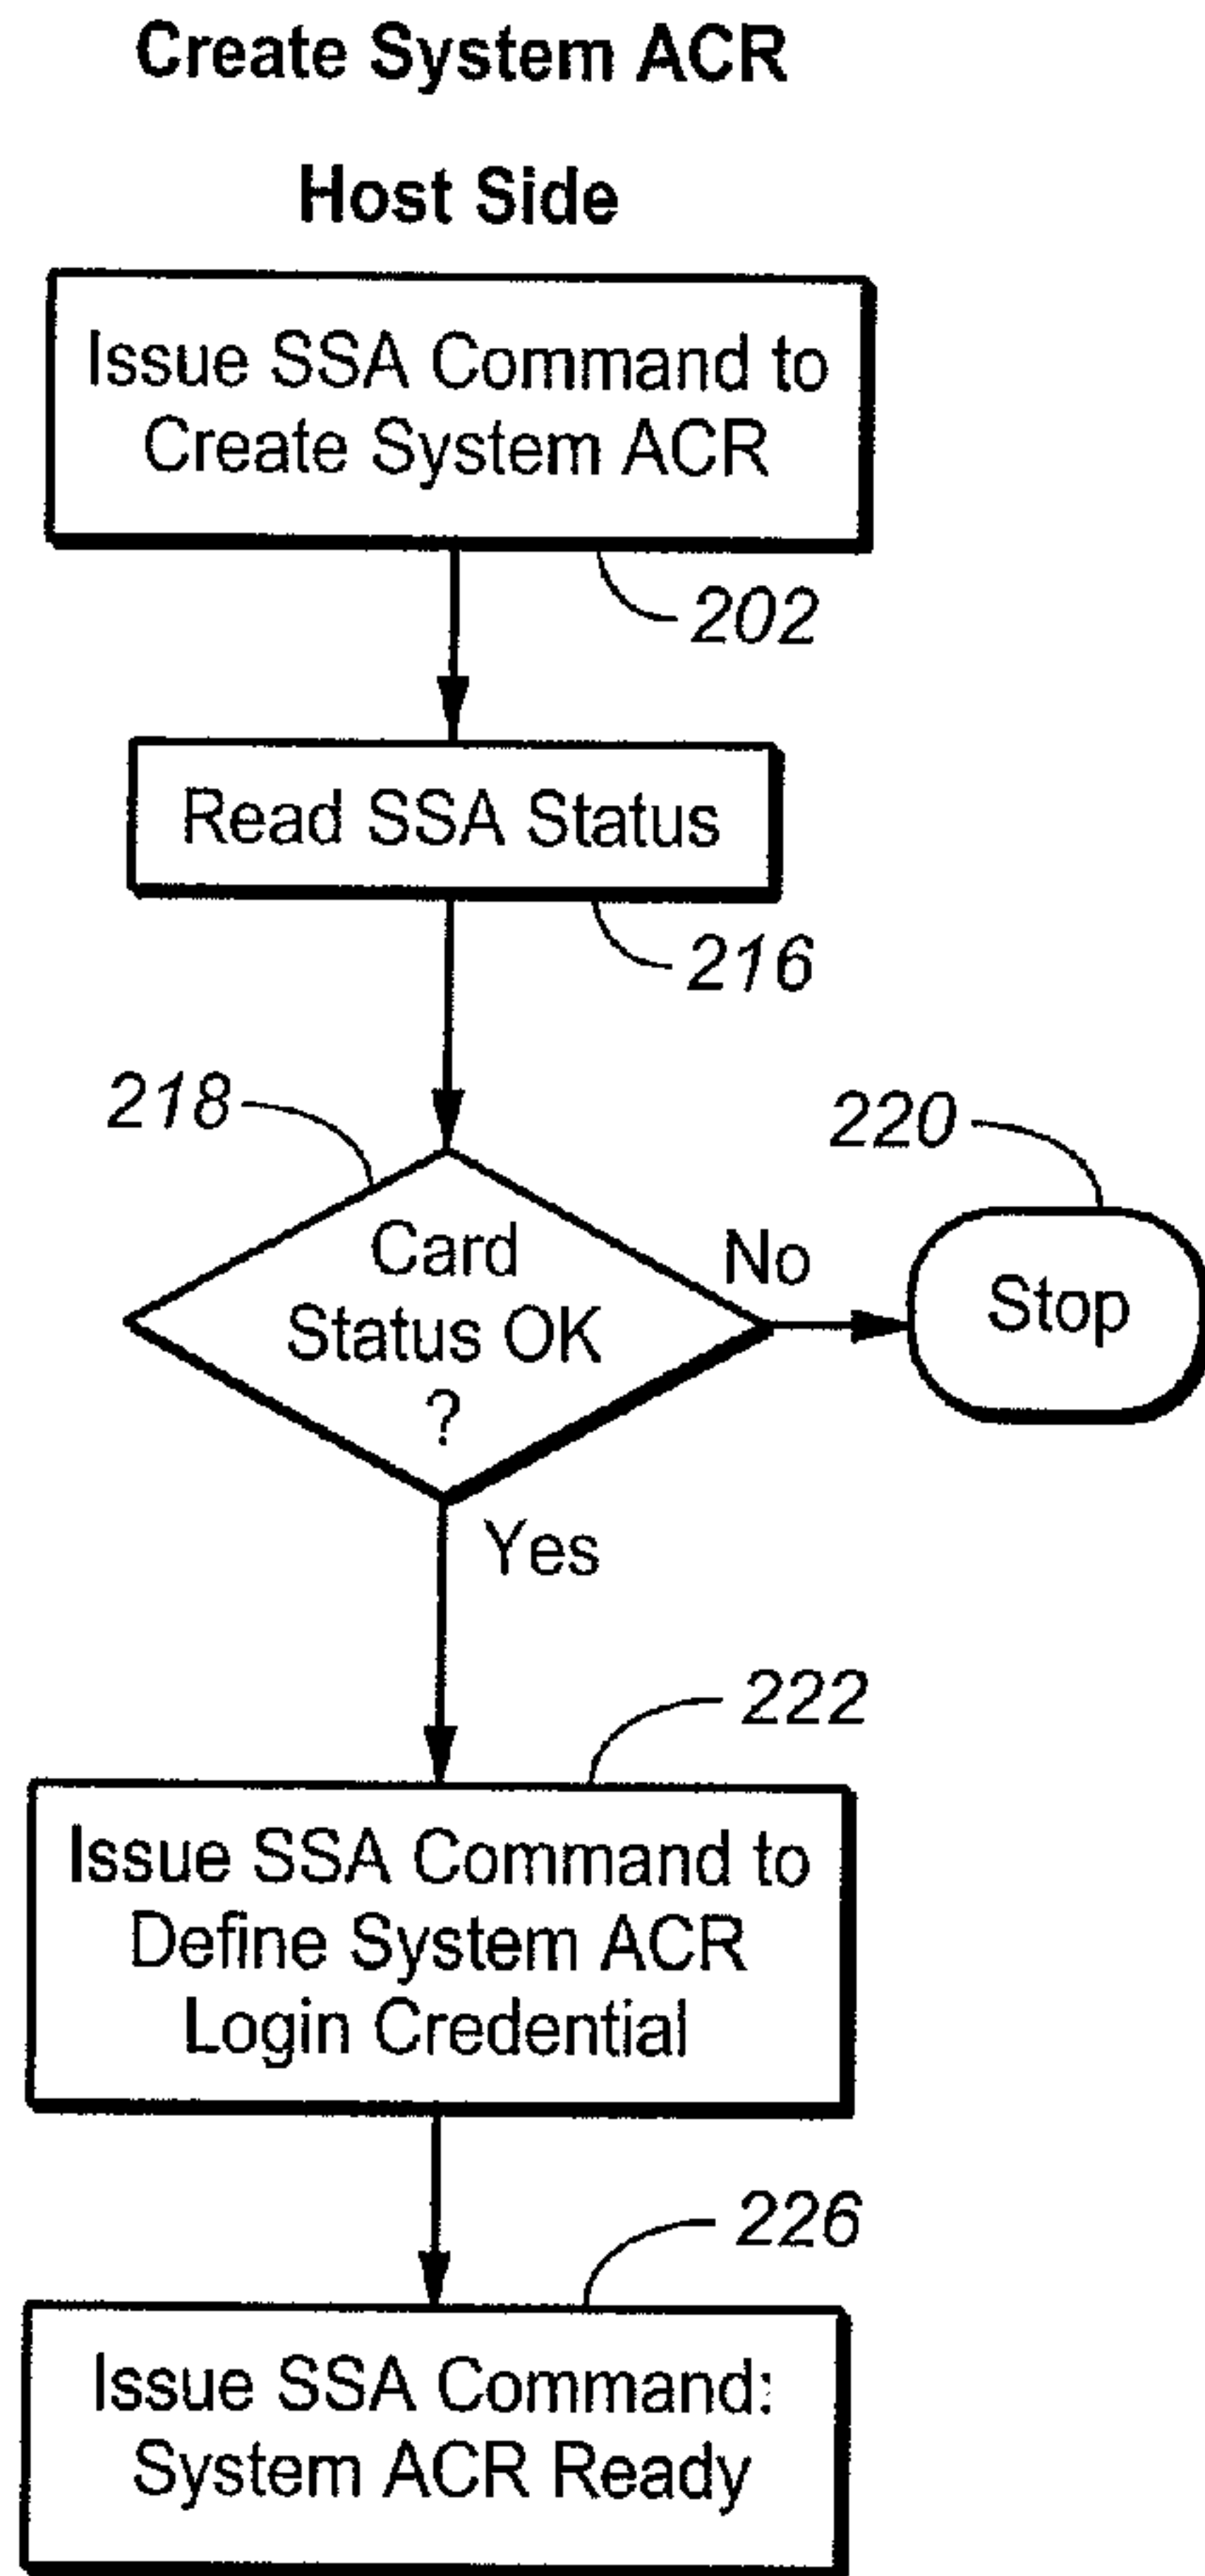 Create System ACR
Host Side
Issue SSA Command to
Create System ACR
202
Read SSA Status
216
218
220
Card
Status OK
?
No
Stop
Yes
222
Issue SSA Command to
Define System ACR
Login Credential
226
Issue SSA Command:
System ACR Ready